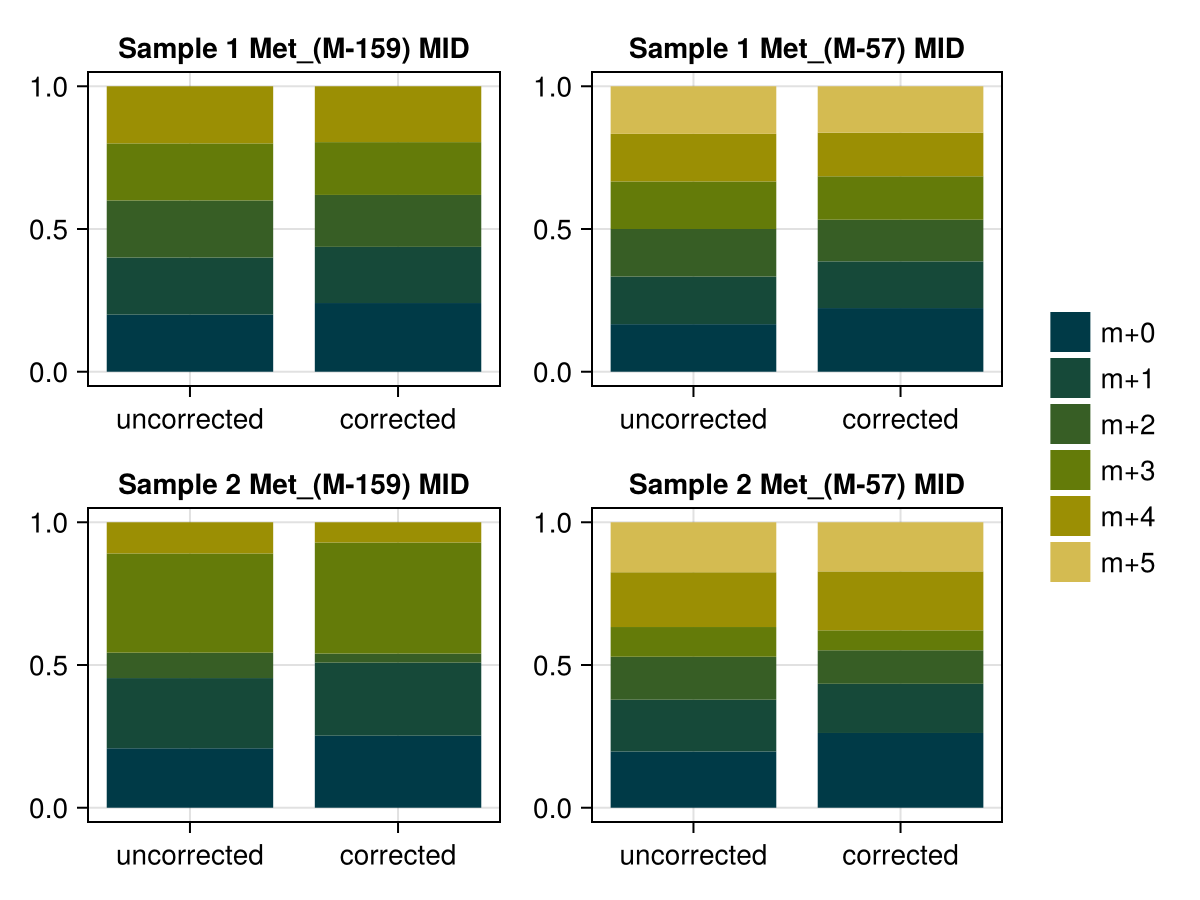 Sample 1 Met_(M-159) MID
1.0
0.5
0.0
uncorrected
corrected
Sample 1 Met_(M-57) MID
1.0
0.5
0.0
uncorrected
corrected
Sample 2 Met_(M-159) MID
1.0
0.5
0.0
uncorrected
corrected
Sample 2 Met_(M-57) MID
1.0
0.5
0.0
uncorrected
corrected
m+0
m+1
m+2
m+3
m+4
m+5